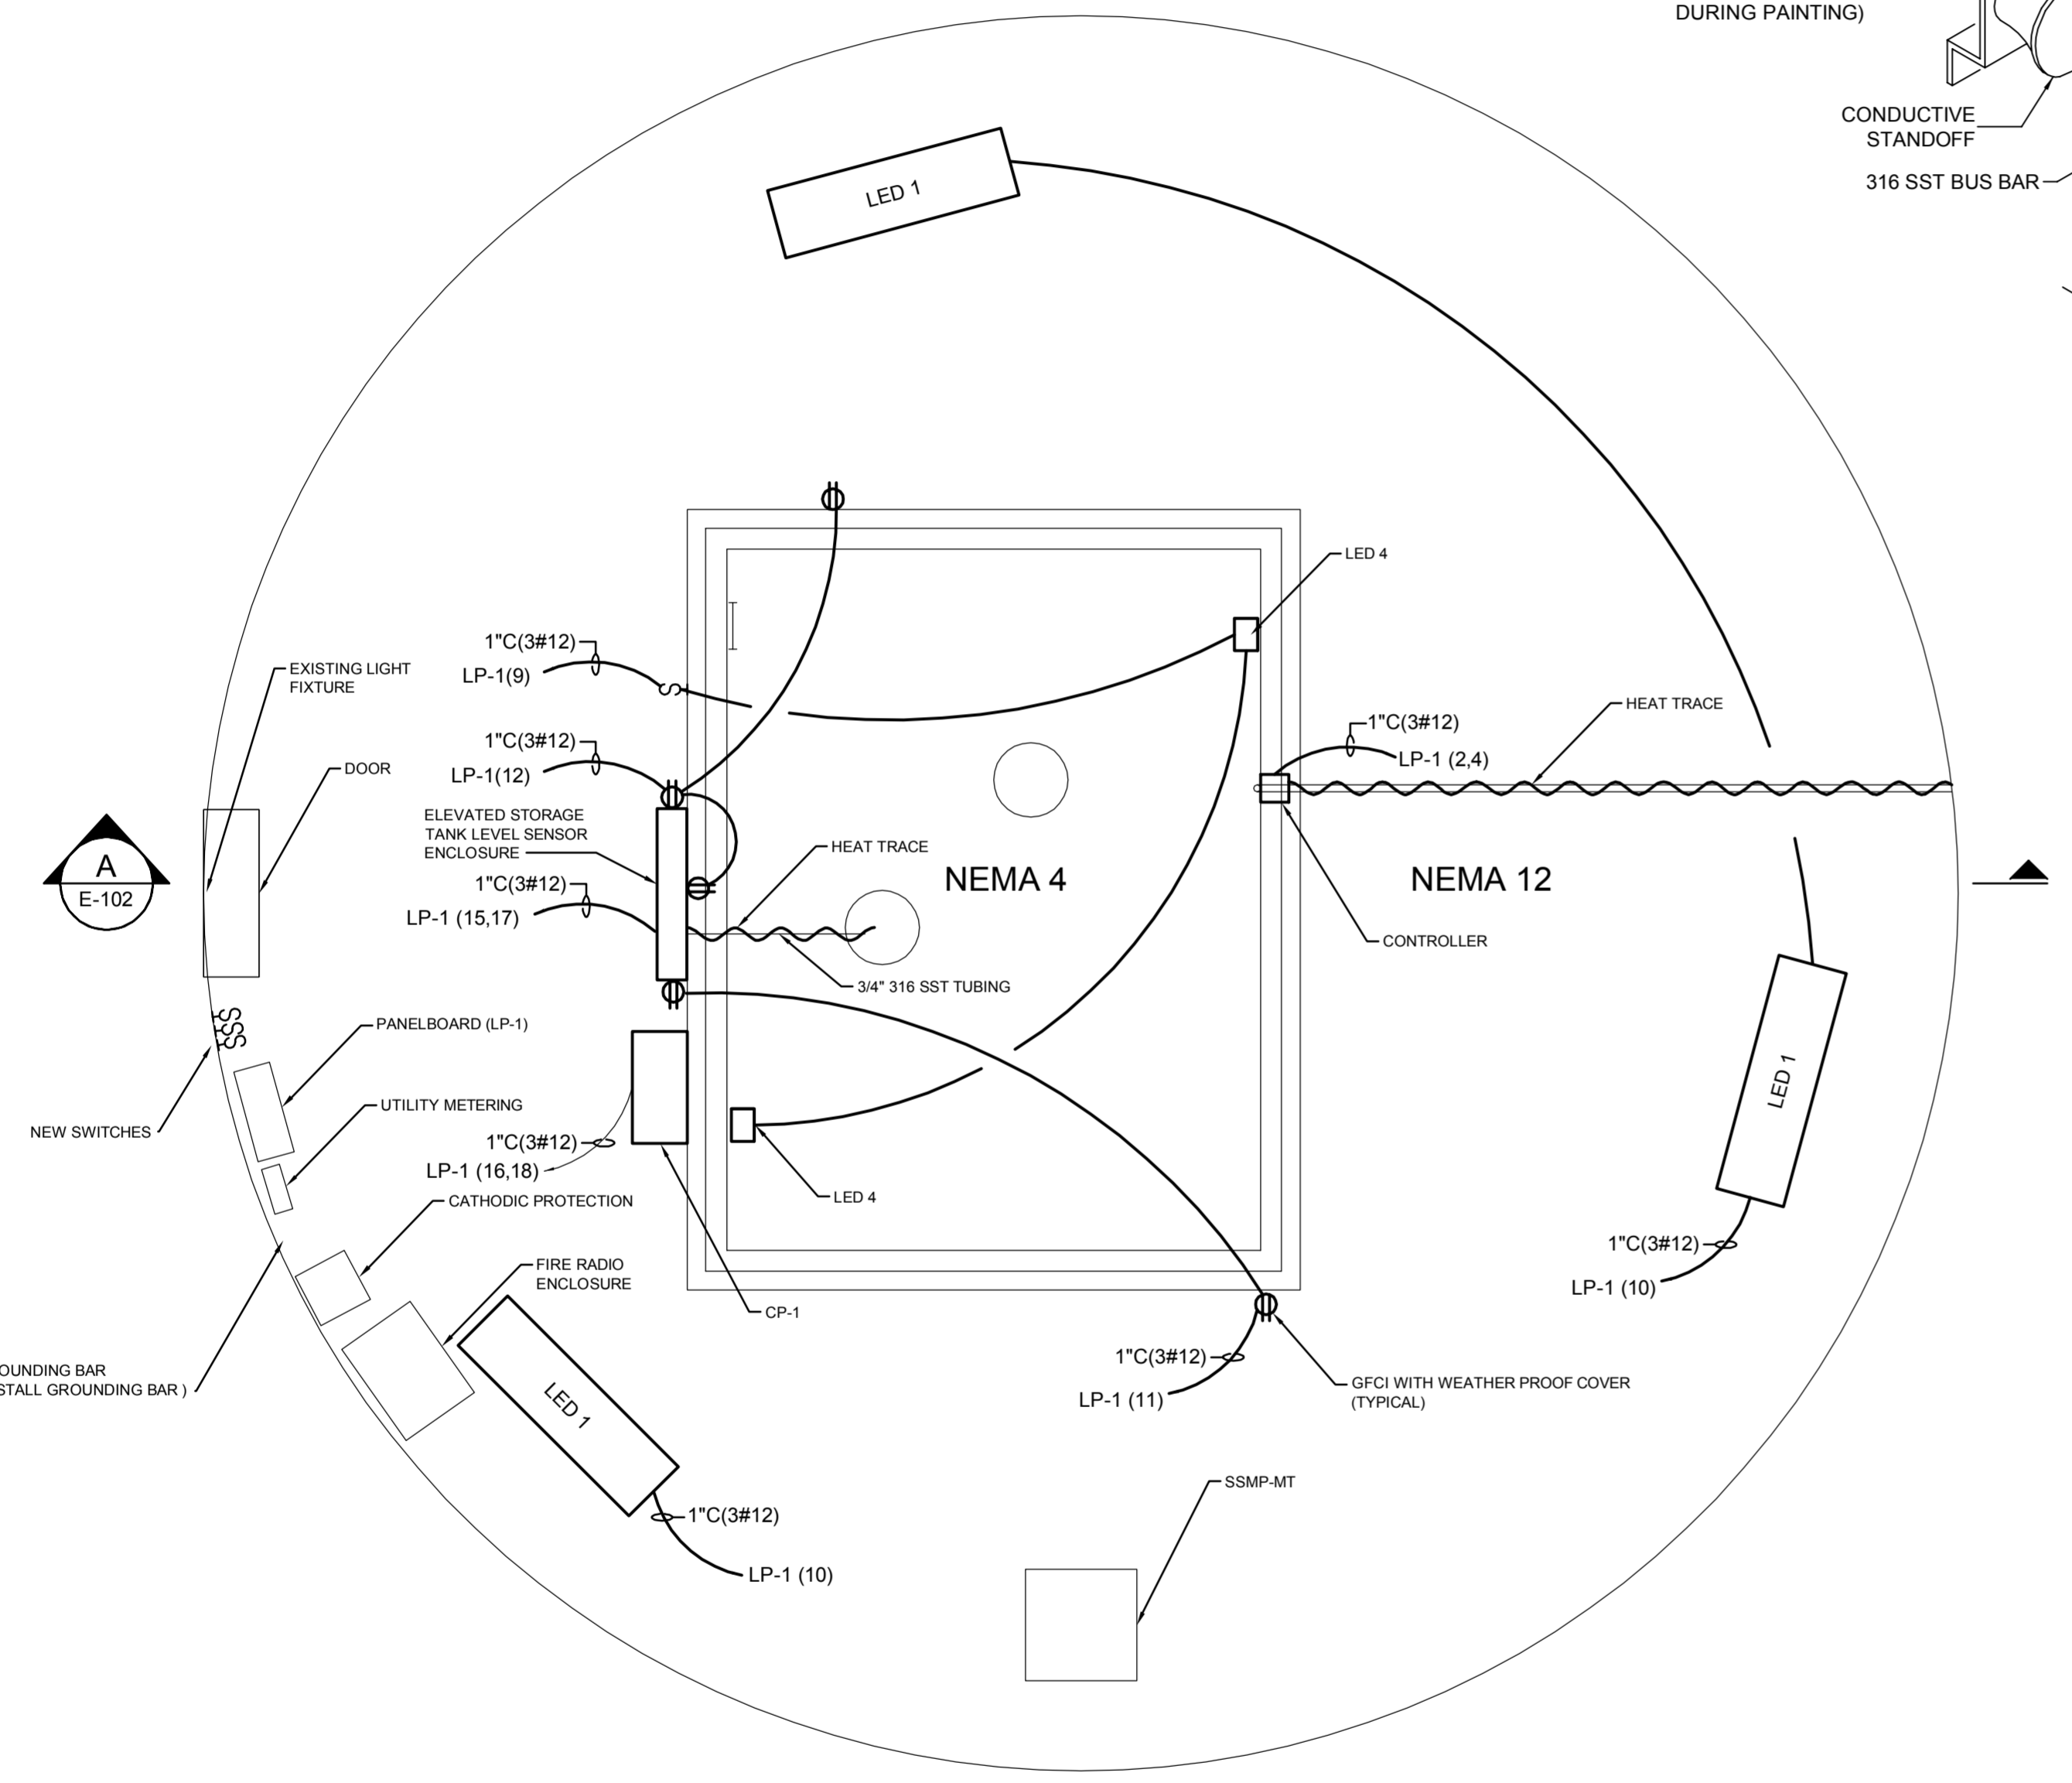 DURING PAINTING)
CONDUCTIVE
STANDOFF
316 SST BUS BAR
LED 1
LED 4
1"C(3#12)
LP-1(9)
EXISTING LIGHT
FIXTURE
HEAT TRACE
1"C(3#12)
LP-1 (2,4)
1"C(3#12)
LP-1(12)
DOOR
S
ELEVATED STORAGE
TANK LEVEL SENSOR
ENCLOSURE
HEAT TRACE
A
E-102
NEMA 4
NEMA 12
1"C(3#12)
LP-1 (15,17)
CONTROLLER
3/4" 316 SST TUBING
SSS
PANELBOARD (LP-1)
LED 1
UTILITY METERING
NEW SWITCHES
1"C(3#12)
LP-1 (16,18)
LED 4
CATHODIC PROTECTION
1"C(3#12)
LP-1 (10)
FIRE RADIO
ENCLOSURE
CP-1
OUNDING BAR
STALL GROUNDING BAR )
1"C(3#12)
LP-1 (11)
GFCI WITH WEATHER PROOF COVER
(TYPICAL)
LED 1
SSMP-MT
1"C(3#12)
LP-1 (10)